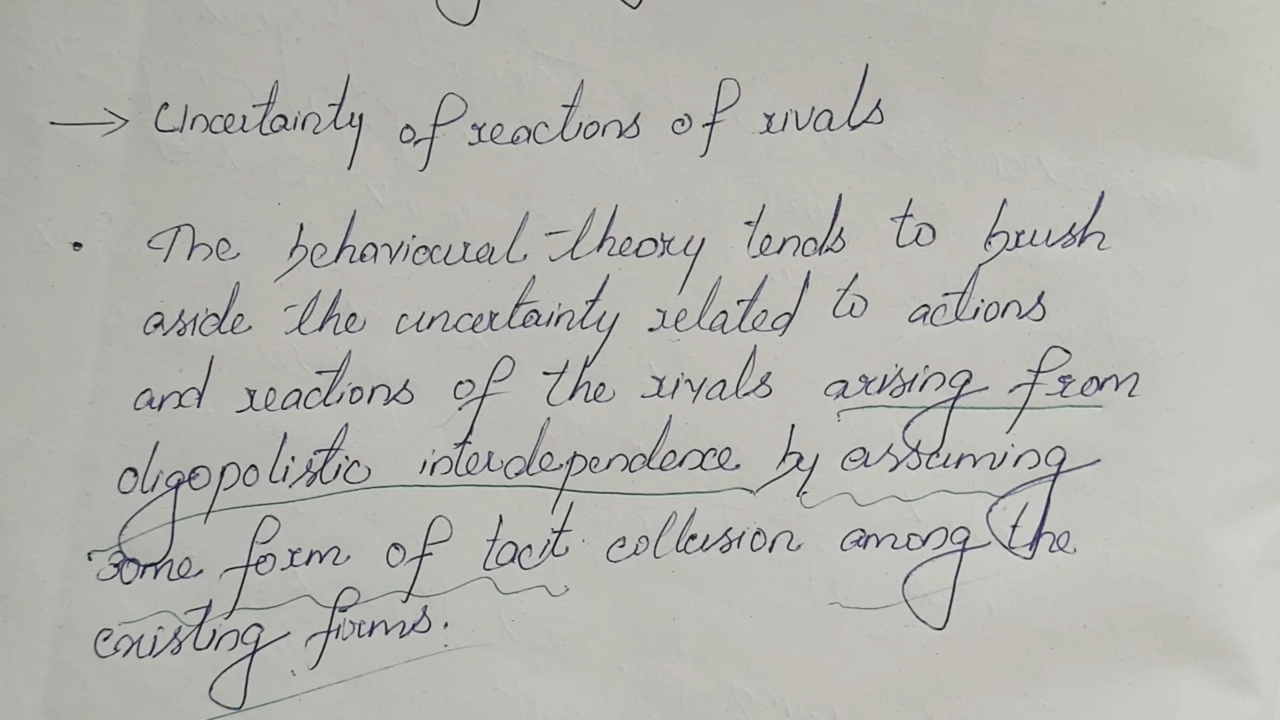 → Uncertainty of reactions of rivals
• The behavioural theory tends to brush
aside the uncertainty related to actions
and reactions of the rivals arising from
oligopolistic interdependence by assuming
some form of tacit collusion among the
existing firms.